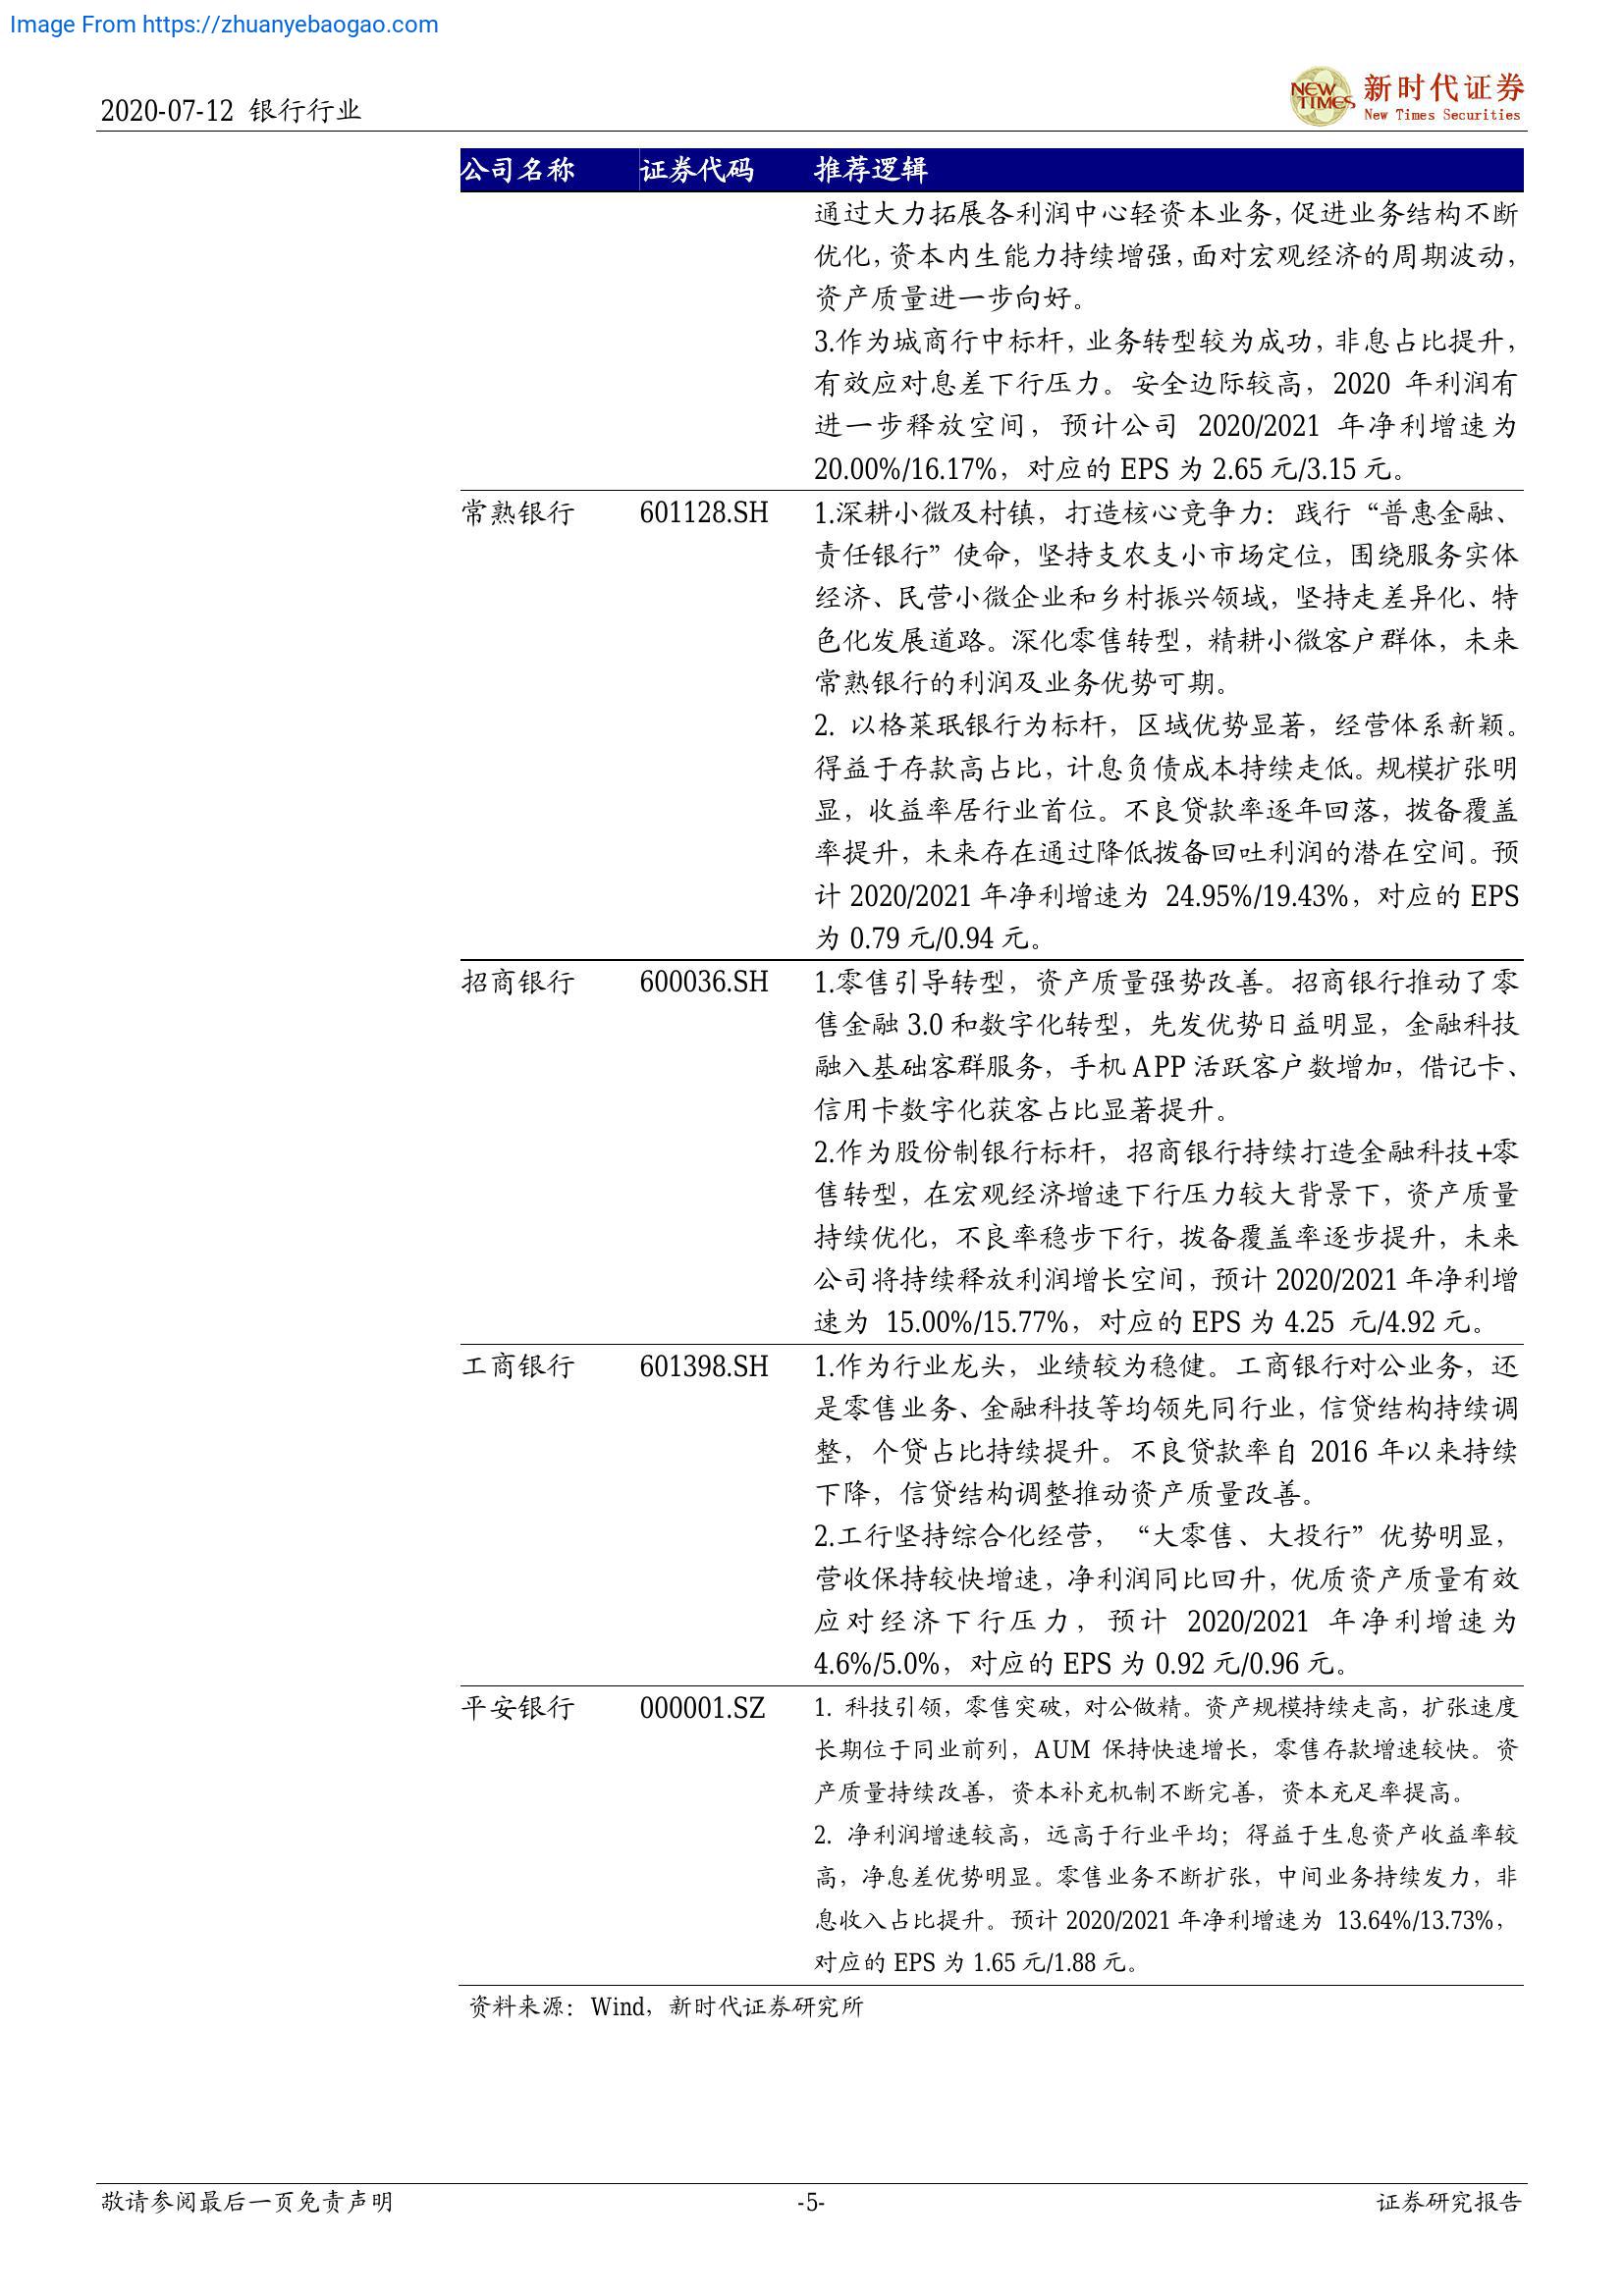 Image From https://zhuanyebaogao.com
2020-07-12 银行行业
NEW TIMES
新时代证券
New Times Securities
公司名称 证券代码 推荐逻辑
通过大力拓展各利润中心轻资本业务，促进业务结构不断
优化，资本内生能力持续增强，面对宏观经济的周期波动，
资产质量进一步向好。
3.作为城商行中标杆，业务转型较为成功，非息占比提升，
有效应对息差下行压力。安全边际较高，2020 年利润有
进一步释放空间，预计公司 2020/2021 年净利增速为
20.00%/16.17%，对应的 EPS 为 2.65 元/3.15 元。
常熟银行 601128.SH 1.深耕小微及村镇，打造核心竞争力：践行“普惠金融、
责任银行”使命，坚持支农支小市场定位，围绕服务实体
经济、民营小微企业和乡村振兴领域，坚持走差异化、特
色化发展道路。深化零售转型，精耕小微客户群体，未来
常熟银行的利润及业务优势可期。
2. 以格莱珉银行为标杆，区域优势显著，经营体系新颖。
得益于存款高占比，计息负债成本持续走低。规模扩张明
显，收益率居行业首位。不良贷款率逐年回落，拨备覆盖
率提升，未来存在通过降低拨备回吐利润的潜在空间。预
计 2020/2021 年净利增速为 24.95%/19.43%，对应的 EPS
为 0.79 元/0.94 元。
招商银行 600036.SH 1.零售引导转型，资产质量强势改善。招商银行推动了零
售金融 3.0 和数字化转型，先发优势日益明显，金融科技
融入基础客群服务，手机 APP 活跃客户数增加，借记卡、
信用卡数字化获客占比显著提升。
2.作为股份制银行标杆，招商银行持续打造金融科技+零
售转型，在宏观经济增速下行压力较大背景下，资产质量
持续优化，不良率稳步下行，拨备覆盖率逐步提升，未来
公司将持续释放利润增长空间，预计 2020/2021 年净利增
速为 15.00%/15.77%，对应的 EPS 为 4.25 元/4.92 元。
工商银行 601398.SH 1.作为行业龙头，业绩较为稳健。工商银行对公业务，还
是零售业务、金融科技等均领先同行业，信贷结构持续调
整，个贷占比持续提升。不良贷款率自 2016 年以来持续
下降，信贷结构调整推动资产质量改善。
2.工行坚持综合化经营，“大零售、大投行”优势明显，
营收保持较快增速，净利润同比回升，优质资产质量有效
应对经济下行压力，预计 2020/2021 年净利增速为
4.6%/5.0%，对应的 EPS 为 0.92 元/0.96 元。
平安银行 000001.SZ 1. 科技引领，零售突破，对公做精。资产规模持续走高，扩张速度
长期位于同业前列，AUM 保持快速增长，零售存款增速较快。资
产质量持续改善，资本补充机制不断完善，资本充足率提高。
2. 净利润增速较高，远高于行业平均；得益于生息资产收益率较
高，净息差优势明显。零售业务不断扩张，中间业务持续发力，非
息收入占比提升。预计 2020/2021 年净利增速为 13.64%/13.73%，
对应的 EPS 为 1.65 元/1.88 元。
资料来源：Wind，新时代证券研究所
敬请参阅最后一页免责声明 -5- 证券研究报告